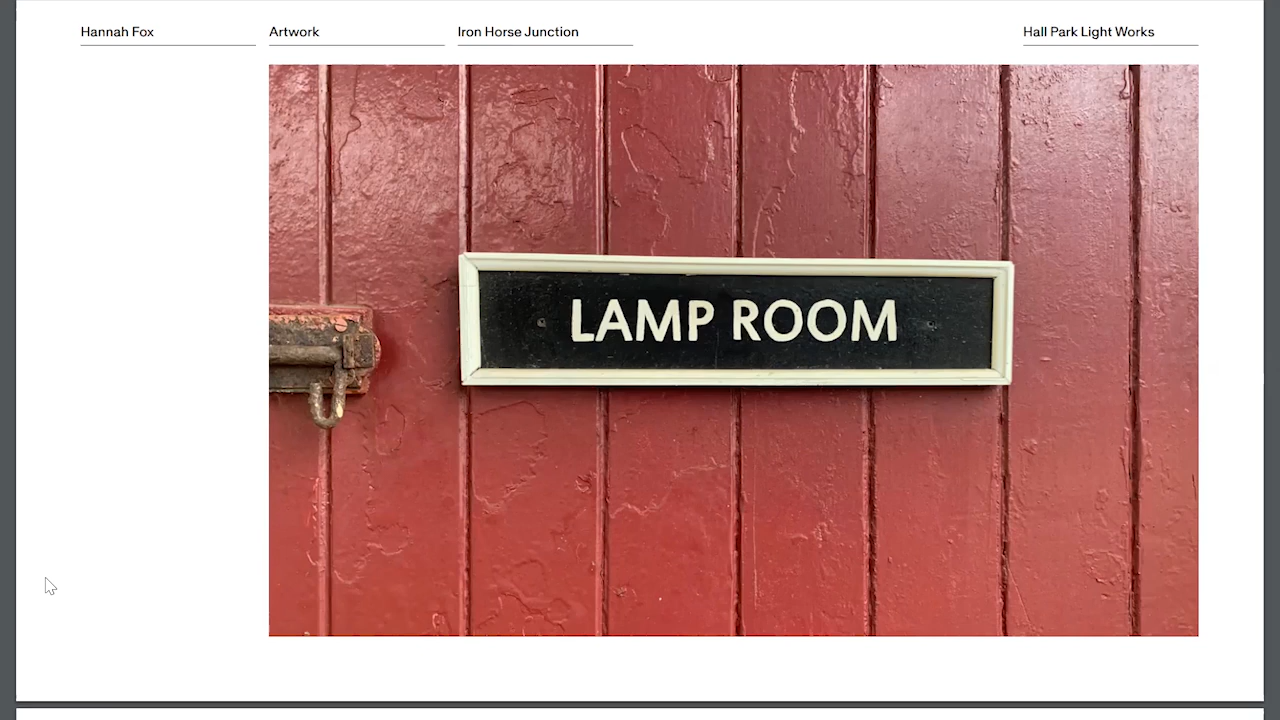 Hannah Fox
Artwork
Iron Horse Junction
Hall Park Light Works
LAMP ROOM